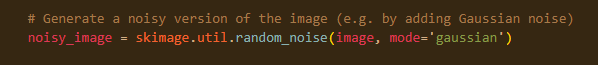 # Generate a noisy version of the image (e.g. by adding Gaussian noise)
noisy_image = skimage.util.random_noise(image, mode='gaussian')